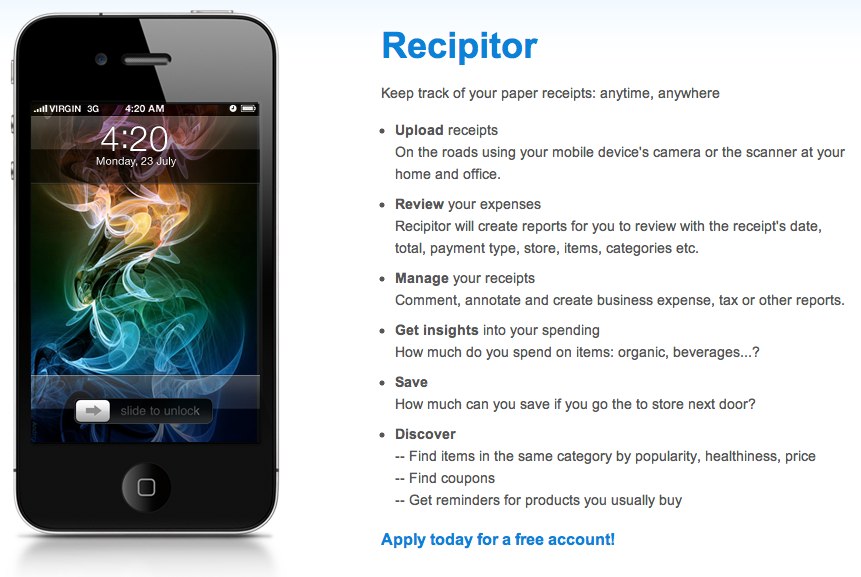 VIRGIN 3G 4:20 AM
4:20
Monday, 23 July
slide to unlock
Recipitor
Keep track of your paper receipts: anytime, anywhere
• Upload receipts
On the roads using your mobile device's camera or the scanner at your
home and office.
• Review your expenses
Recipitor will create reports for you to review with the receipt's date,
total, payment type, store, items, categories etc.
• Manage your receipts
Comment, annotate and create business expense, tax or other reports.
• Get insights into your spending
How much do you spend on items: organic, beverages...?
• Save
How much can you save if you go the to store next door?
• Discover
-- Find items in the same category by popularity, healthiness, price
-- Find coupons
-- Get reminders for products you usually buy
Apply today for a free account!